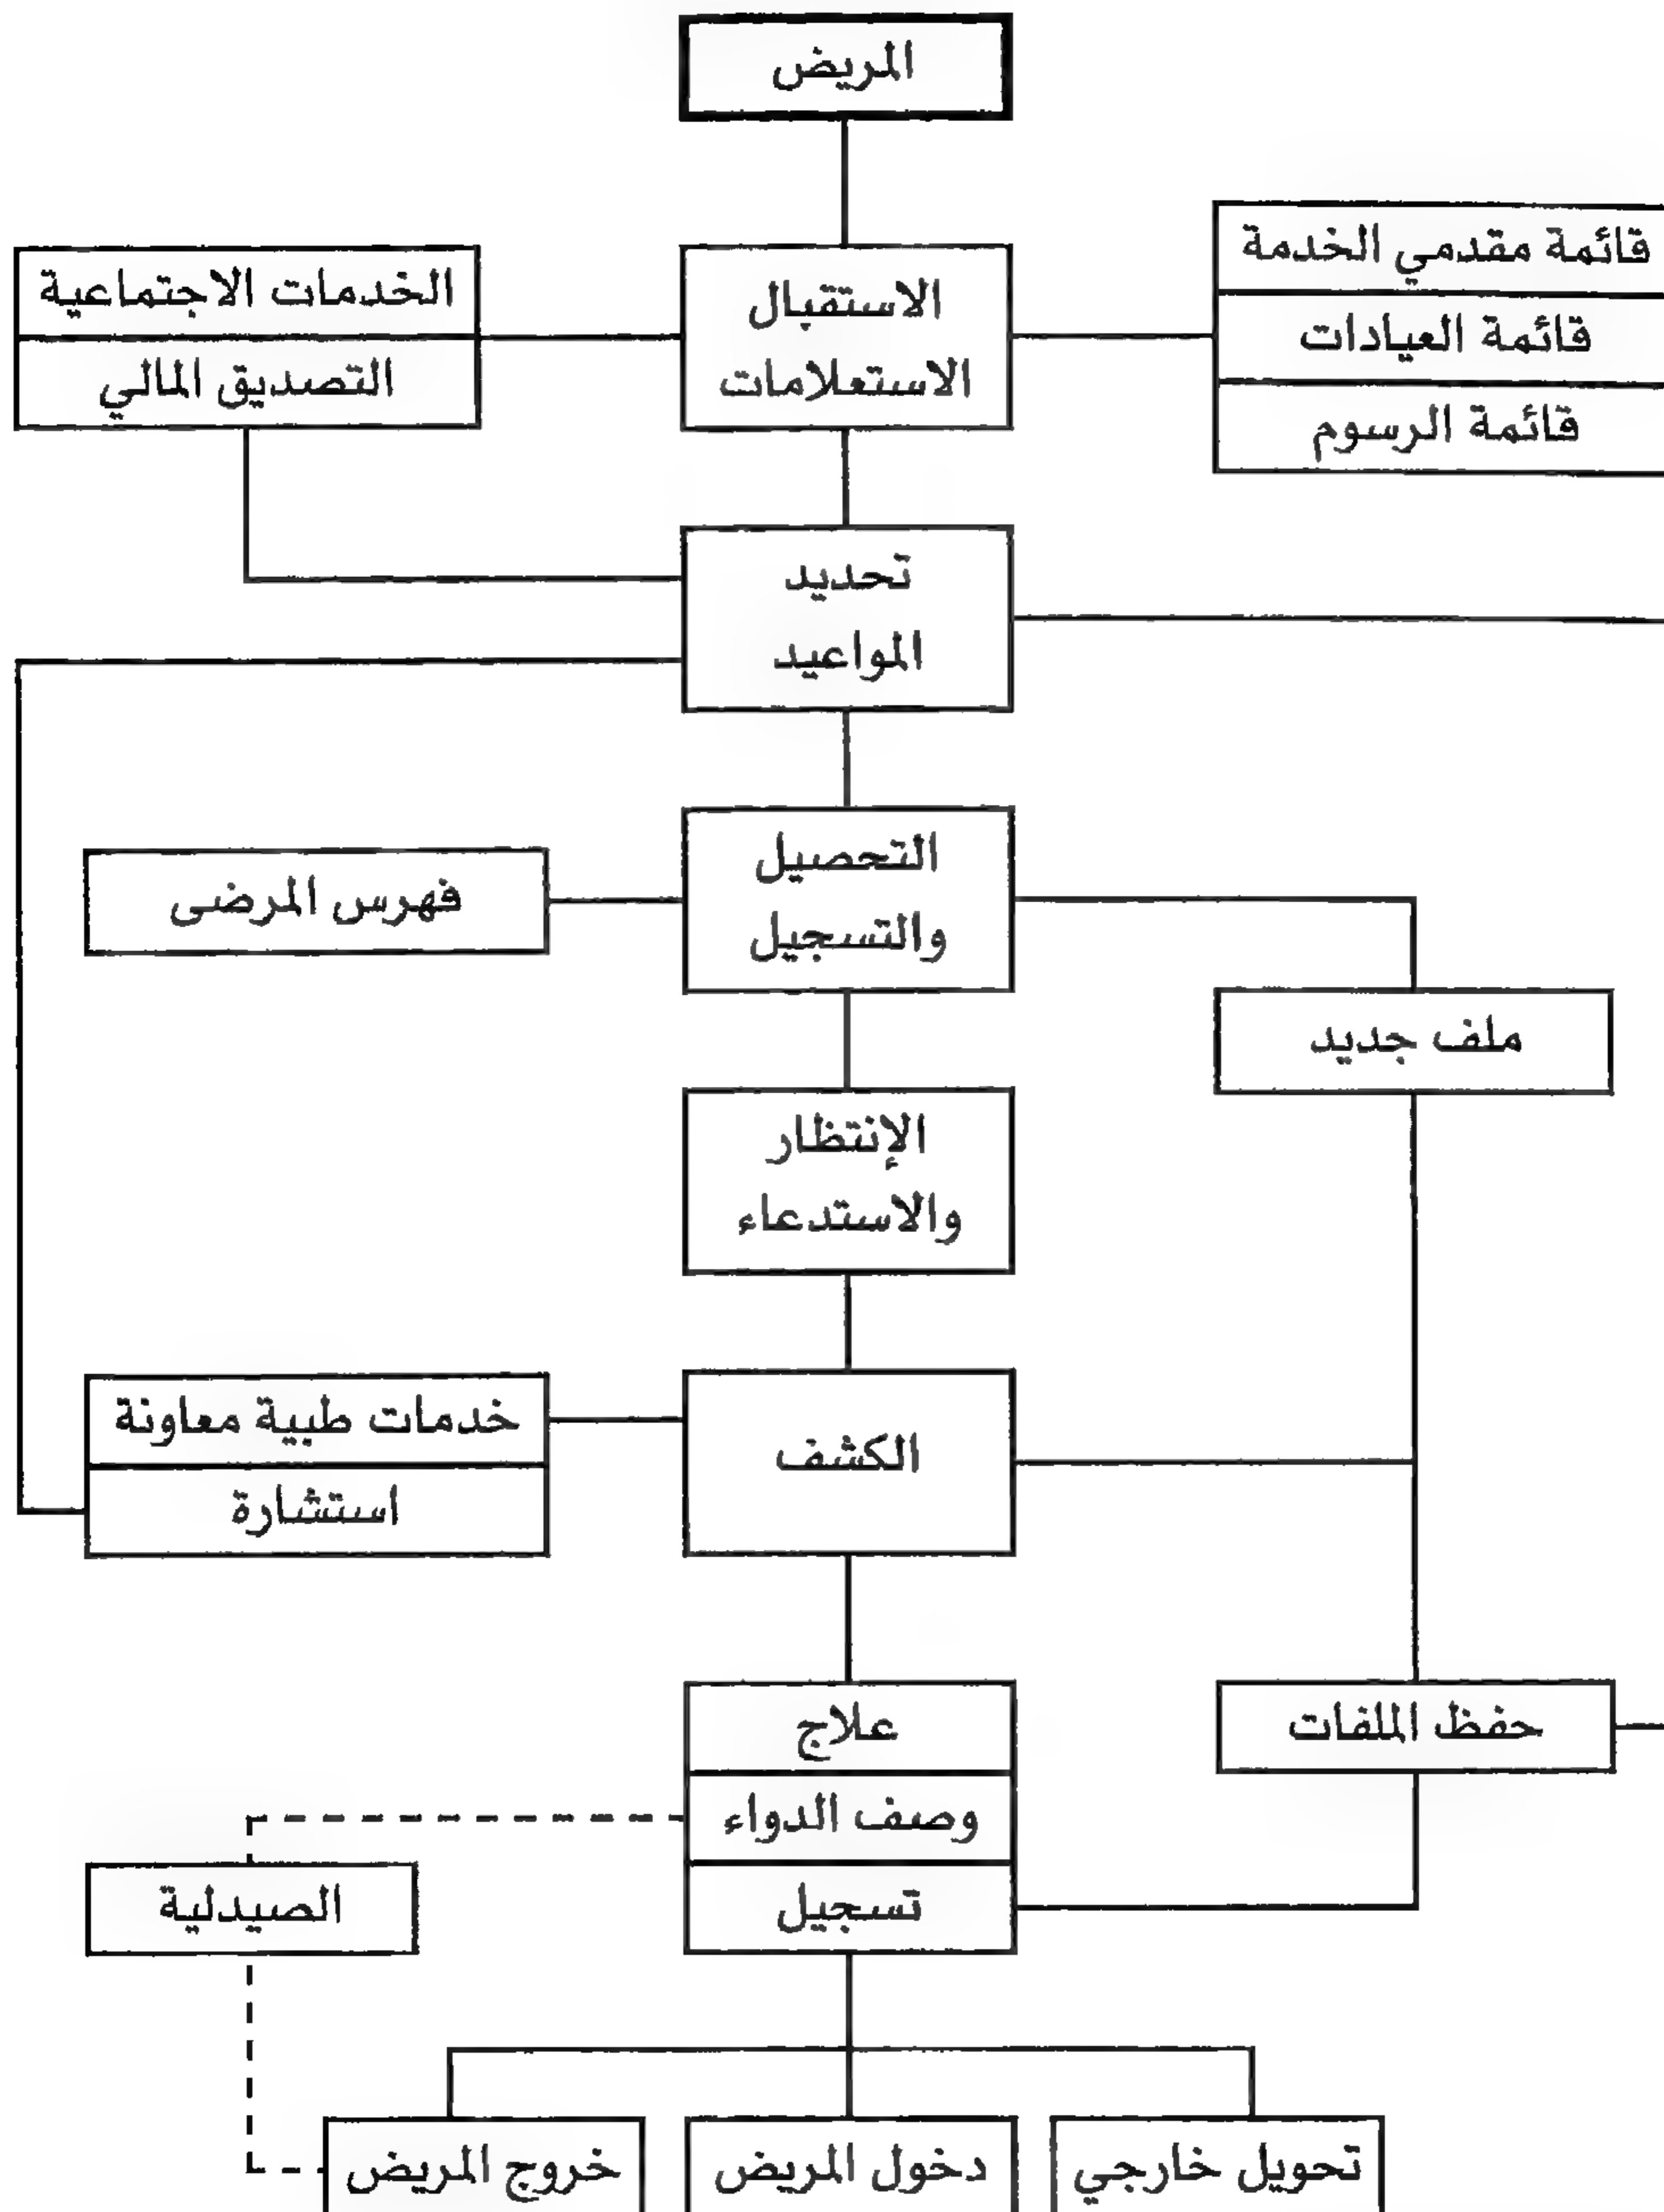 المريض
قائمة مقدمي الخدمة
قائمة العيادات
قائمة الرسوم
الاستقبال
الاستعلامات
الخدمات الاجتماعية
التصديق المالي
تحديد
المواعيد
التحصيل
والتسجيل
فهرس المرضى
ملف جديد
الإنتظار
والاستدعاء
الكشف
خدمات طبية معاونة
استشارة
حفظ الملفات
علاج
وصف الدواء
تسجيل
الصيدلية
تحويل خارجي
دخول المريض
خروج المريض